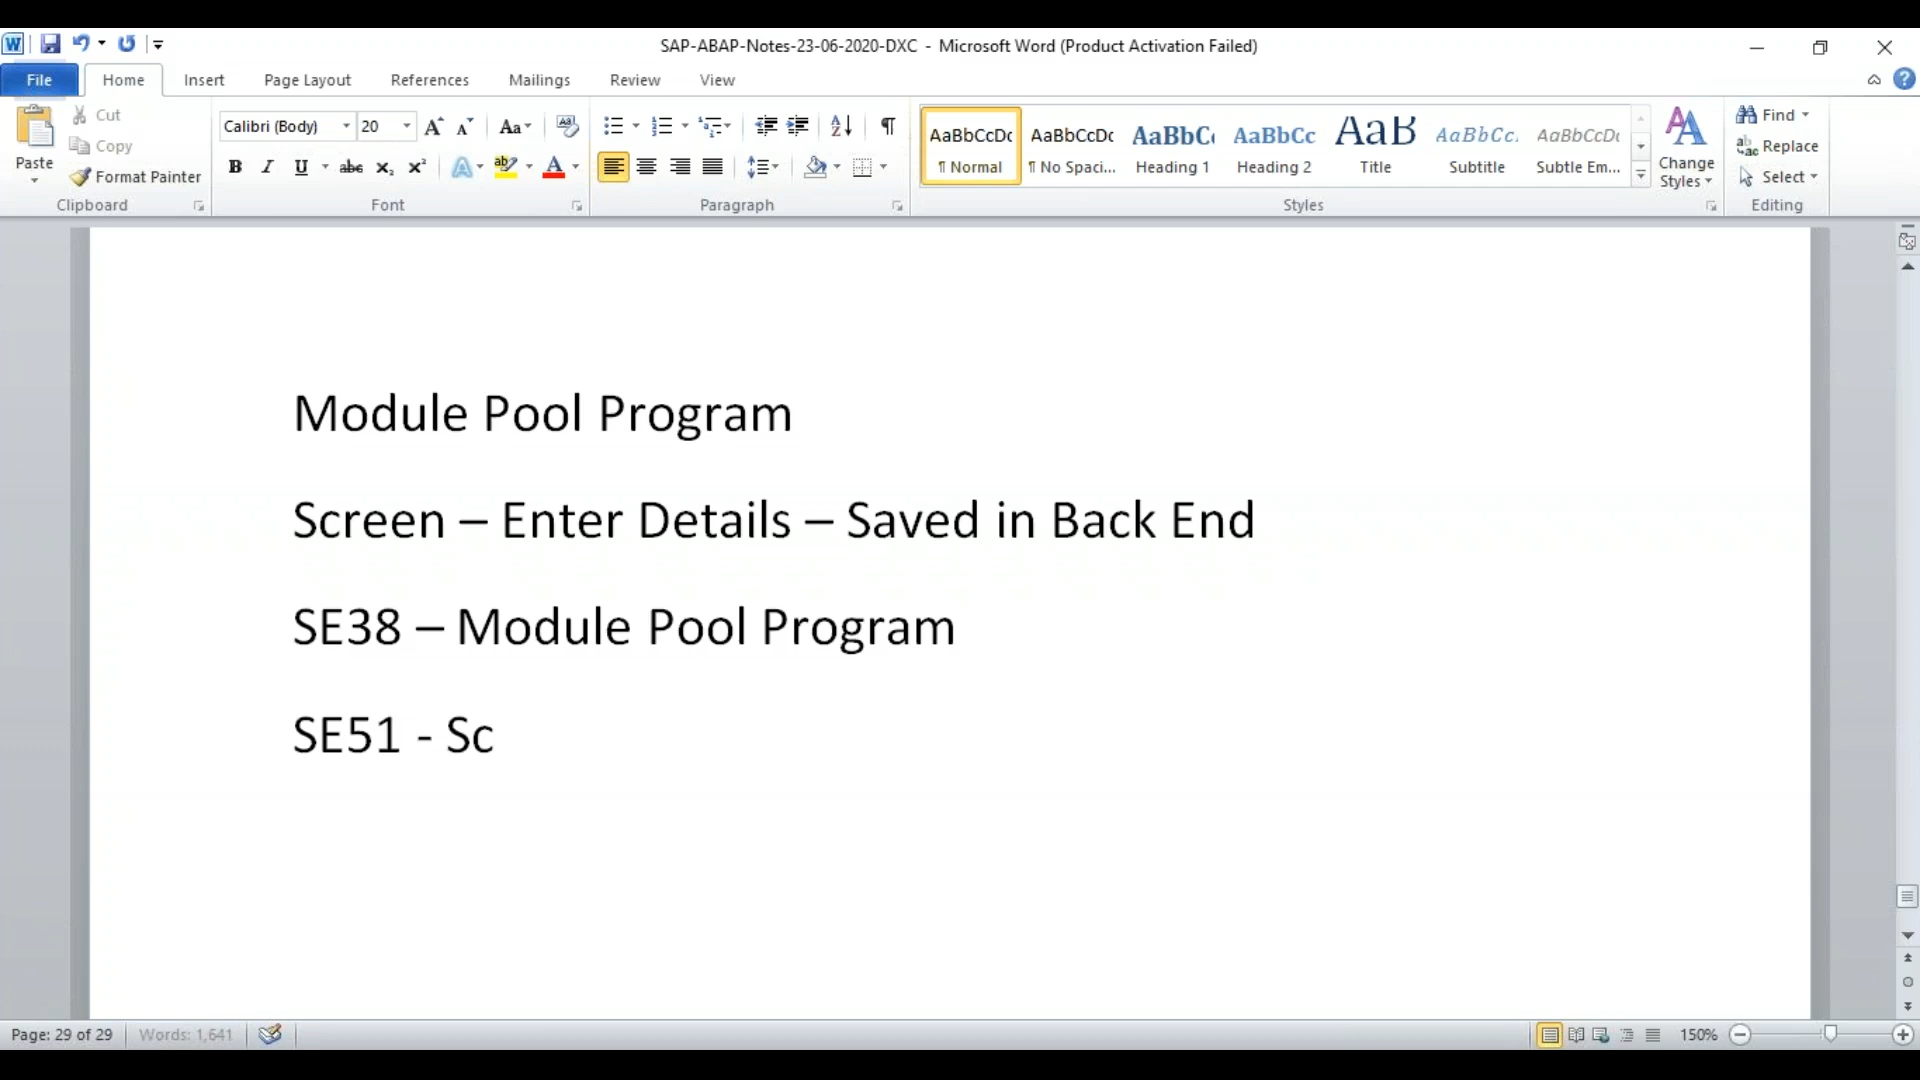 SAP-ABAP-Notes-23-06-2020-DXC - Microsoft Word (Product Activation Failed)
File Home Insert Page Layout References Mailings Review View
Paste
Cut
Copy
Format Painter
Clipboard
Calibri (Body) 20
Font
Paragraph
AaBbCcDc AaBbCcDc AaBbC AaBbCc AaB AaBbCc. AaBbCcDc
¶ Normal ¶ No Spaci... Heading 1 Heading 2 Title Subtitle Subtle Em...
Change Styles
Styles
Find
Replace
Select
Editing
Module Pool Program
Screen – Enter Details – Saved in Back End
SE38 – Module Pool Program
SE51 - Sc
Page: 29 of 29 Words: 1,641 150%